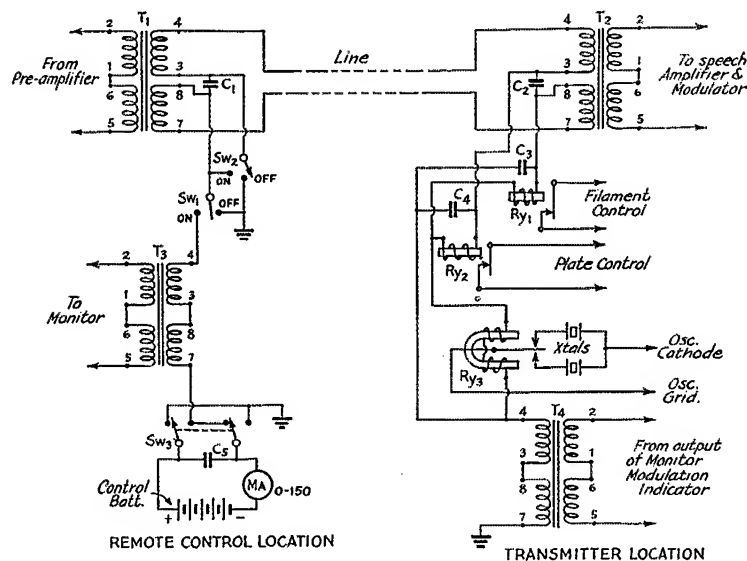 T1
2
4
From
Pre-amplifier
1
6
3
8
C1
5
7
Line
T2
4
2
3
8
1
6
C2
7
5
To speech
Amplifier &
Modulator
Sw2
ON
OFF
Sw1
ON
OFF
C3
C4
Ry1
Filament
Control
Ry2
Plate Control
T3
2
4
To
Monitor
1
6
3
8
5
7
Ry3
Xtals
Osc.
Cathode
Osc.
Grid.
Sw3
C5
Control
Batt.
+
-
MA
0-150
REMOTE CONTROL LOCATION
T4
4
2
3
8
1
6
7
5
From output
of Monitor
Modulation
Indicator
TRANSMITTER LOCATION